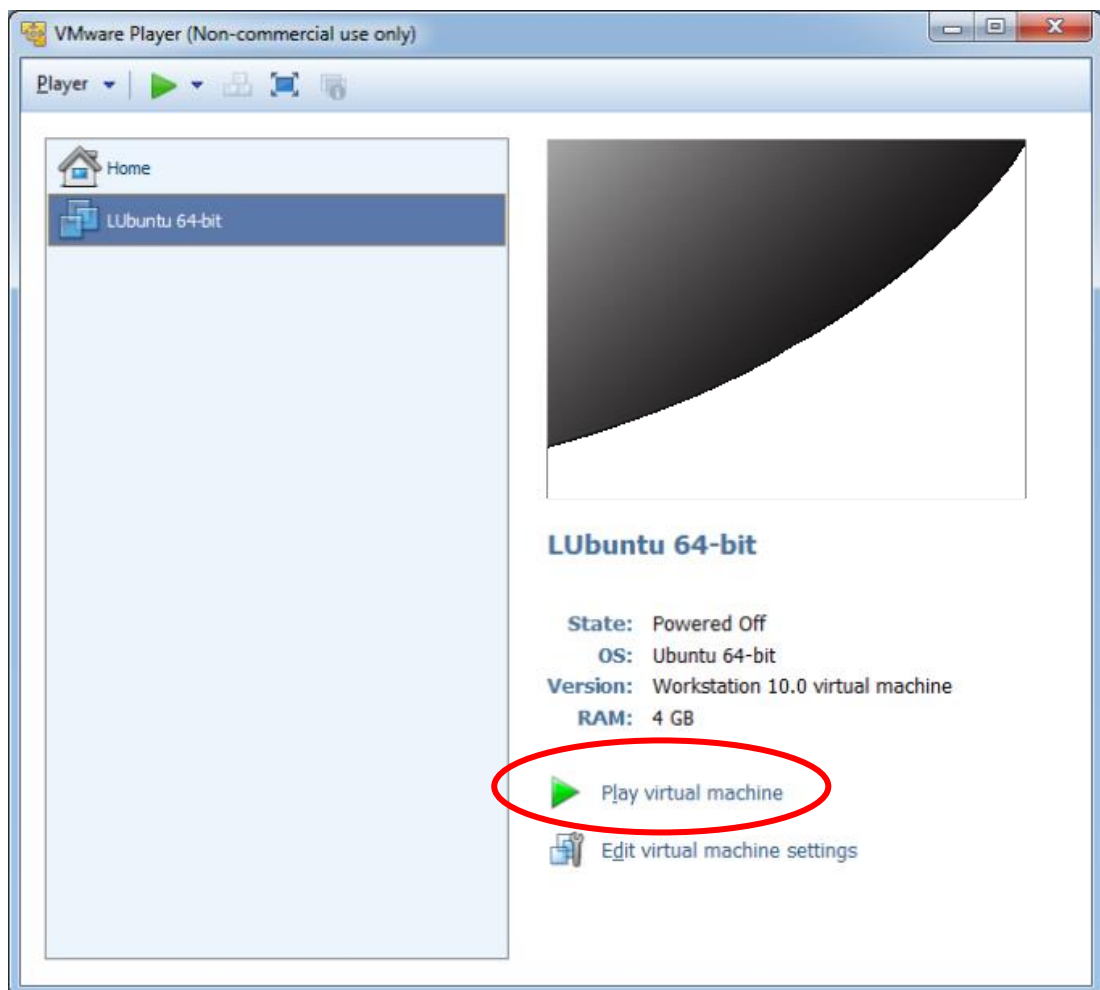 VMware Player (Non-commercial use only)
Player
Home
LUbuntu 64-bit
LUbuntu 64-bit
State: Powered Off
OS: Ubuntu 64-bit
Version: Workstation 10.0 virtual machine
RAM: 4 GB
Play virtual machine
Edit virtual machine settings